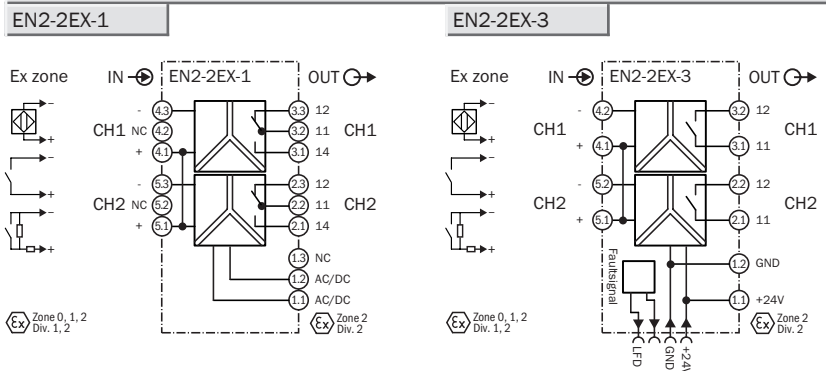 EN2-2EX-1
Ex zone
IN
EN2-2EX-1
OUT
- 4.3
3.3 12
CH1 NC 4.2
3.2 11 CH1
+ 4.1
3.1 14
- 5.3
2.3 12
CH2 NC 5.2
2.2 11 CH2
+ 5.1
2.1 14
1.3 NC
1.2 AC/DC
1.1 AC/DC
-
+
-
+
-
+
Ex Zone 0, 1, 2
Div. 1, 2
Ex Zone 2
Div. 2
EN2-2EX-3
Ex zone
IN
EN2-2EX-3
OUT
- 4.2
3.2 12
CH1
CH1
+ 4.1
3.1 11
- 5.2
2.2 12
CH2
CH2
+ 5.1
2.1 11
1.2 GND
1.1 +24V
Faultsignal
LFD
GND
+24V
-
+
-
+
-
+
Ex Zone 0, 1, 2
Div. 1, 2
Ex Zone 2
Div. 2